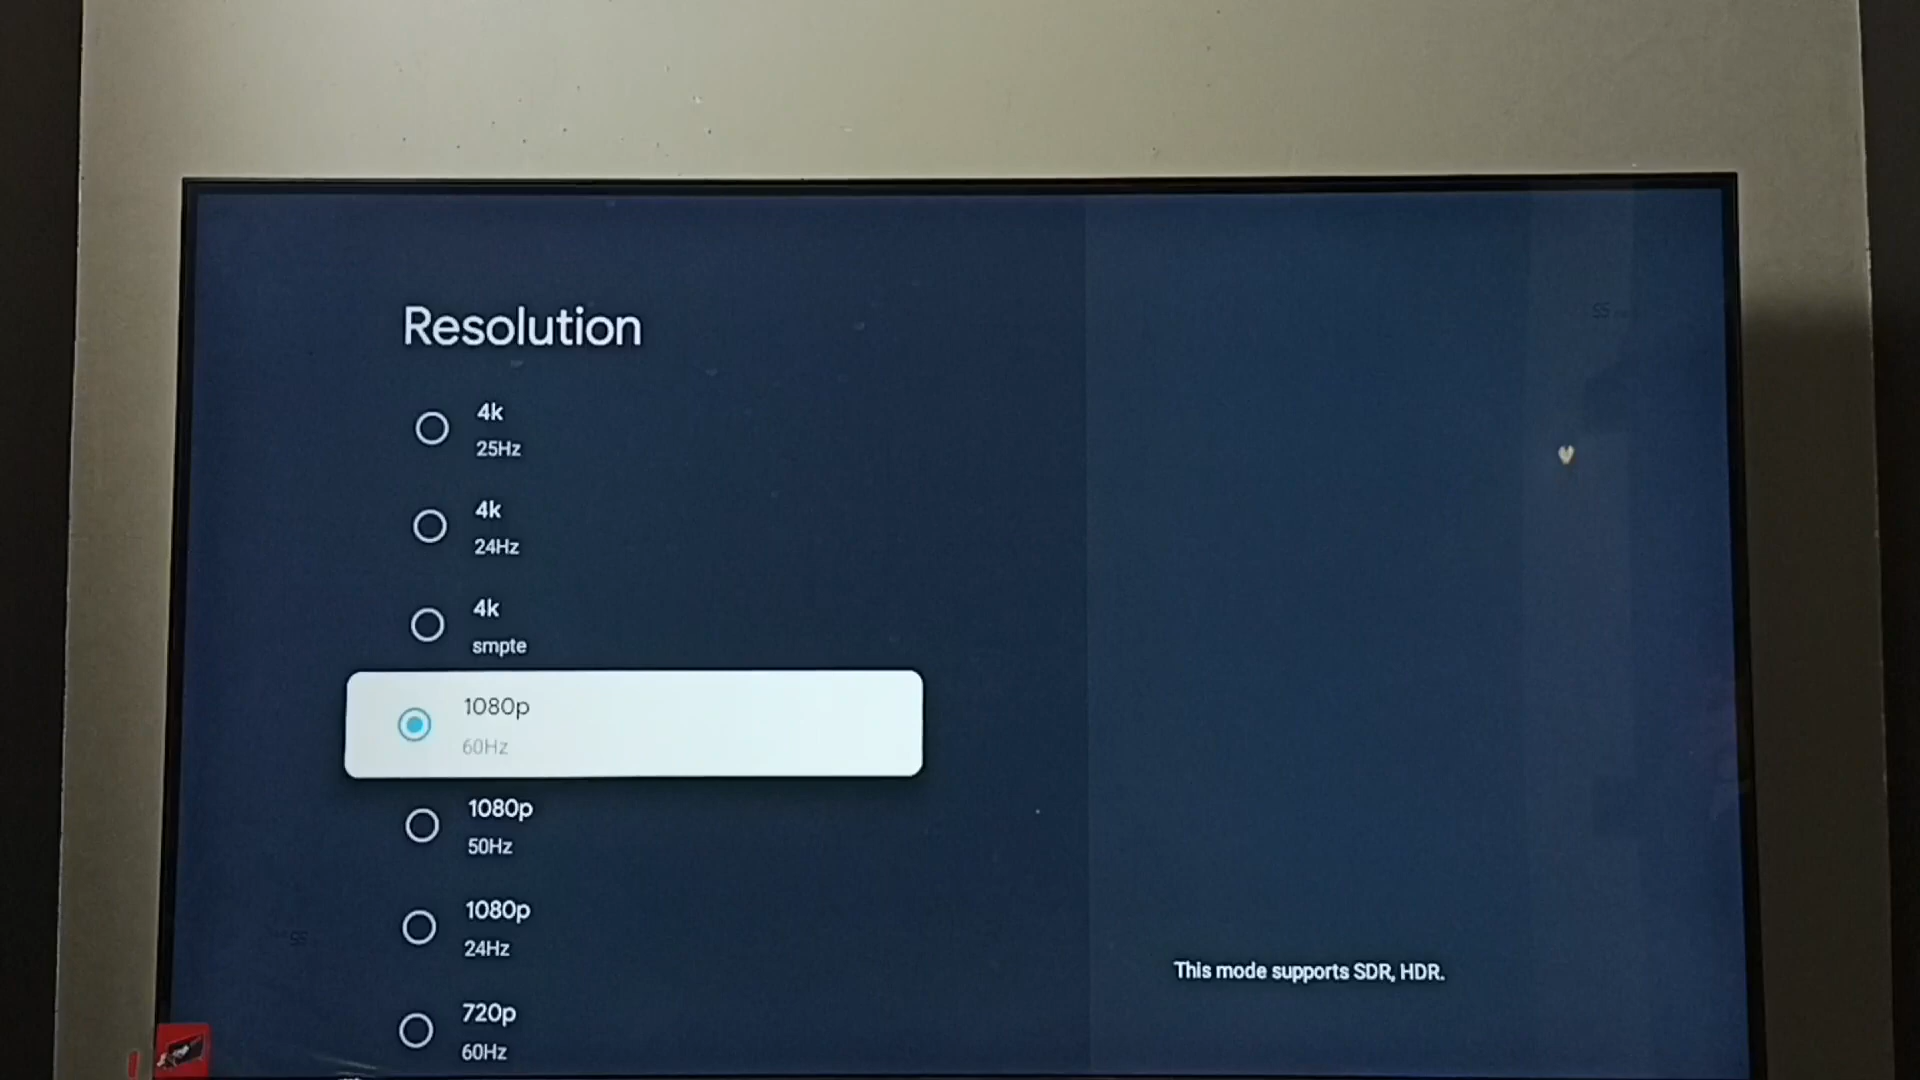 Resolution
4k
25Hz
4k
24Hz
4k
smpte
1080p
60Hz
1080p
50Hz
1080p
24Hz
This mode supports SDR, HDR.
720p
60Hz